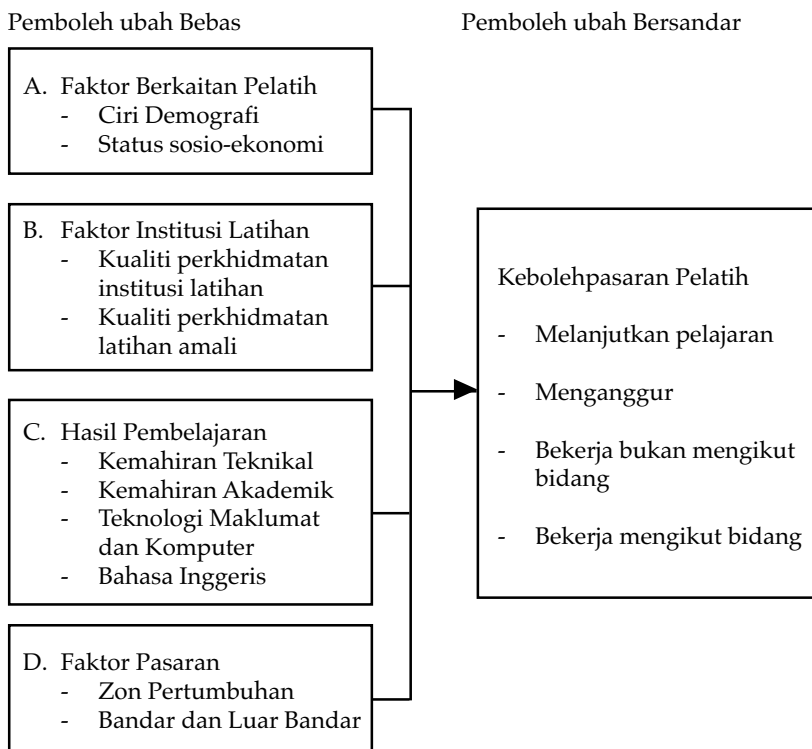 Pemboleh ubah Bebas
Pemboleh ubah Bersandar
A. Faktor Berkaitan Pelatih
- Ciri Demografi
- Status sosio-ekonomi
B. Faktor Institusi Latihan
- Kualiti perkhidmatan
institusi latihan
- Kualiti perkhidmatan
latihan amali
C. Hasil Pembelajaran
- Kemahiran Teknikal
- Kemahiran Akademik
- Teknologi Maklumat
dan Komputer
- Bahasa Inggeris
D. Faktor Pasaran
- Zon Pertumbuhan
- Bandar dan Luar Bandar
Kebolehpasaran Pelatih
- Melanjutkan pelajaran
- Menganggur
- Bekerja bukan mengikut
bidang
- Bekerja mengikut bidang